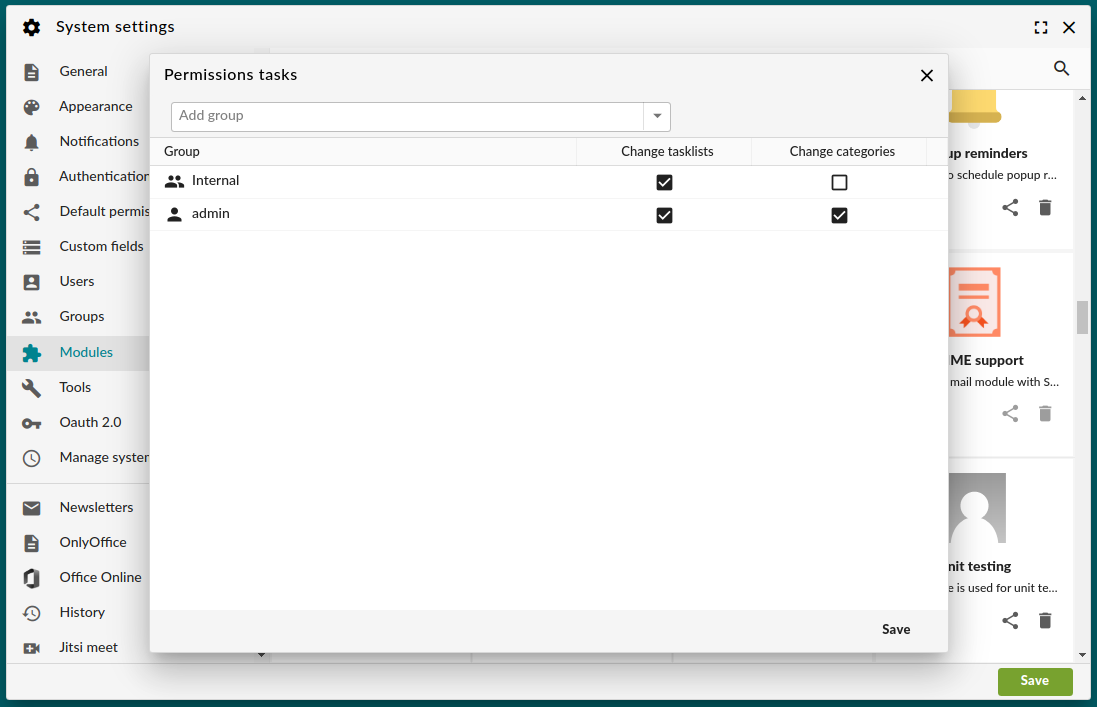 System settings
General
Appearance
Notifications
Authentication
Default permis
Custom fields
Users
Groups
Modules
Tools
Oauth 2.0
Manage syster
Newsletters
OnlyOffice
Office Online
History
Jitsi meet
Permissions tasks
Add group
Group Change tasklists Change categories
Internal
admin
Save
up reminders
o schedule popup r...
IME support
mail module with S...
nit testing
e is used for unit te...
Save